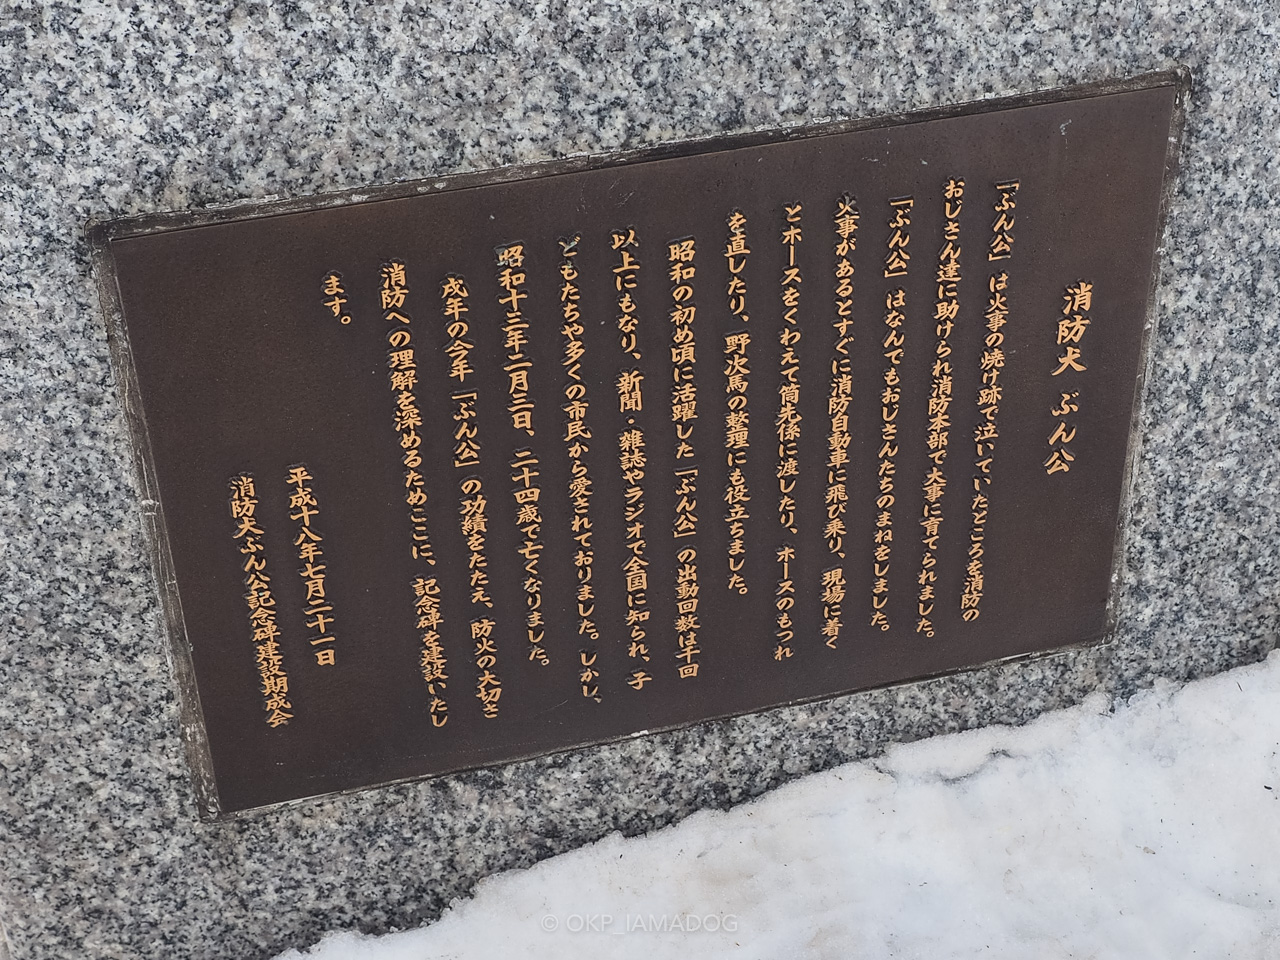 消防犬 ぶん公
「ぶん公」は火事の焼け跡で泣いていたところを消防の
おじさん達に助けられ消防本部で大事に育てられました。
「ぶん公」はなんでもおじさんたちのまねをしました。
火事があるとすぐに消防自動車に飛び乗り、現場に着く
とホースをくわえて筒先係に渡したり、ホースのもつれ
を直したり、野次馬の整理にも役立ちました。
昭和の初め頃に活躍した「ぶん公」の出動回数は千回
以上にもなり、新聞・雑誌やラジオで全国に知られ、子
どもたちや多くの市民から愛されておりました。しかし、
昭和十三年二月三日、二十四歳で亡くなりました。
戌年の今年「ぶん公」の功績をたたえ、防火の大切さ
消防への理解を深めるためここに、記念碑を建設いたし
ます。
平成十八年七月二十一日
消防犬ぶん公記念碑建設期成会
© OKP_IAMADOG